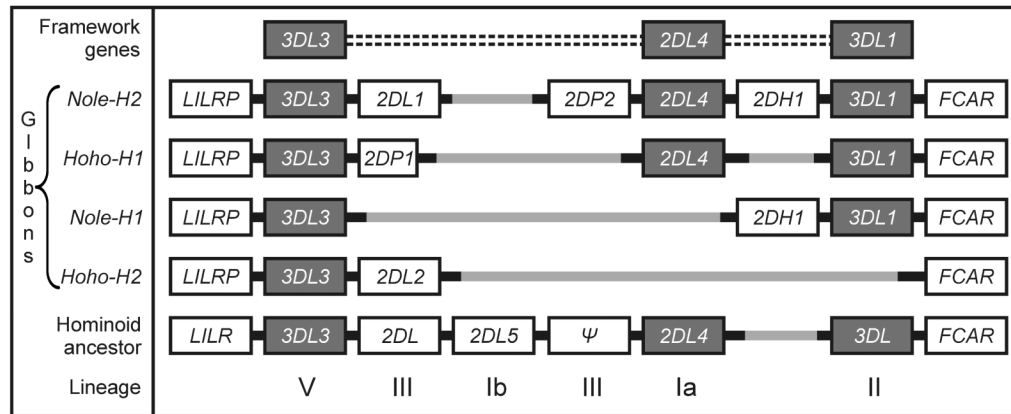 Framework genes 3DL3 2DL4 3DL1
Gibbons
Nole-H2 LILRP 3DL3 2DL1 2DP2 2DL4 2DH1 3DL1 FCAR
Hoho-H1 LILRP 3DL3 2DP1 2DL4 3DL1 FCAR
Nole-H1 LILRP 3DL3 2DH1 3DL1 FCAR
Hoho-H2 LILRP 3DL3 2DL2 FCAR
Hominoid ancestor LILR 3DL3 2DL 2DL5 Ψ 2DL4 3DL FCAR
Lineage V III Ib III Ia II